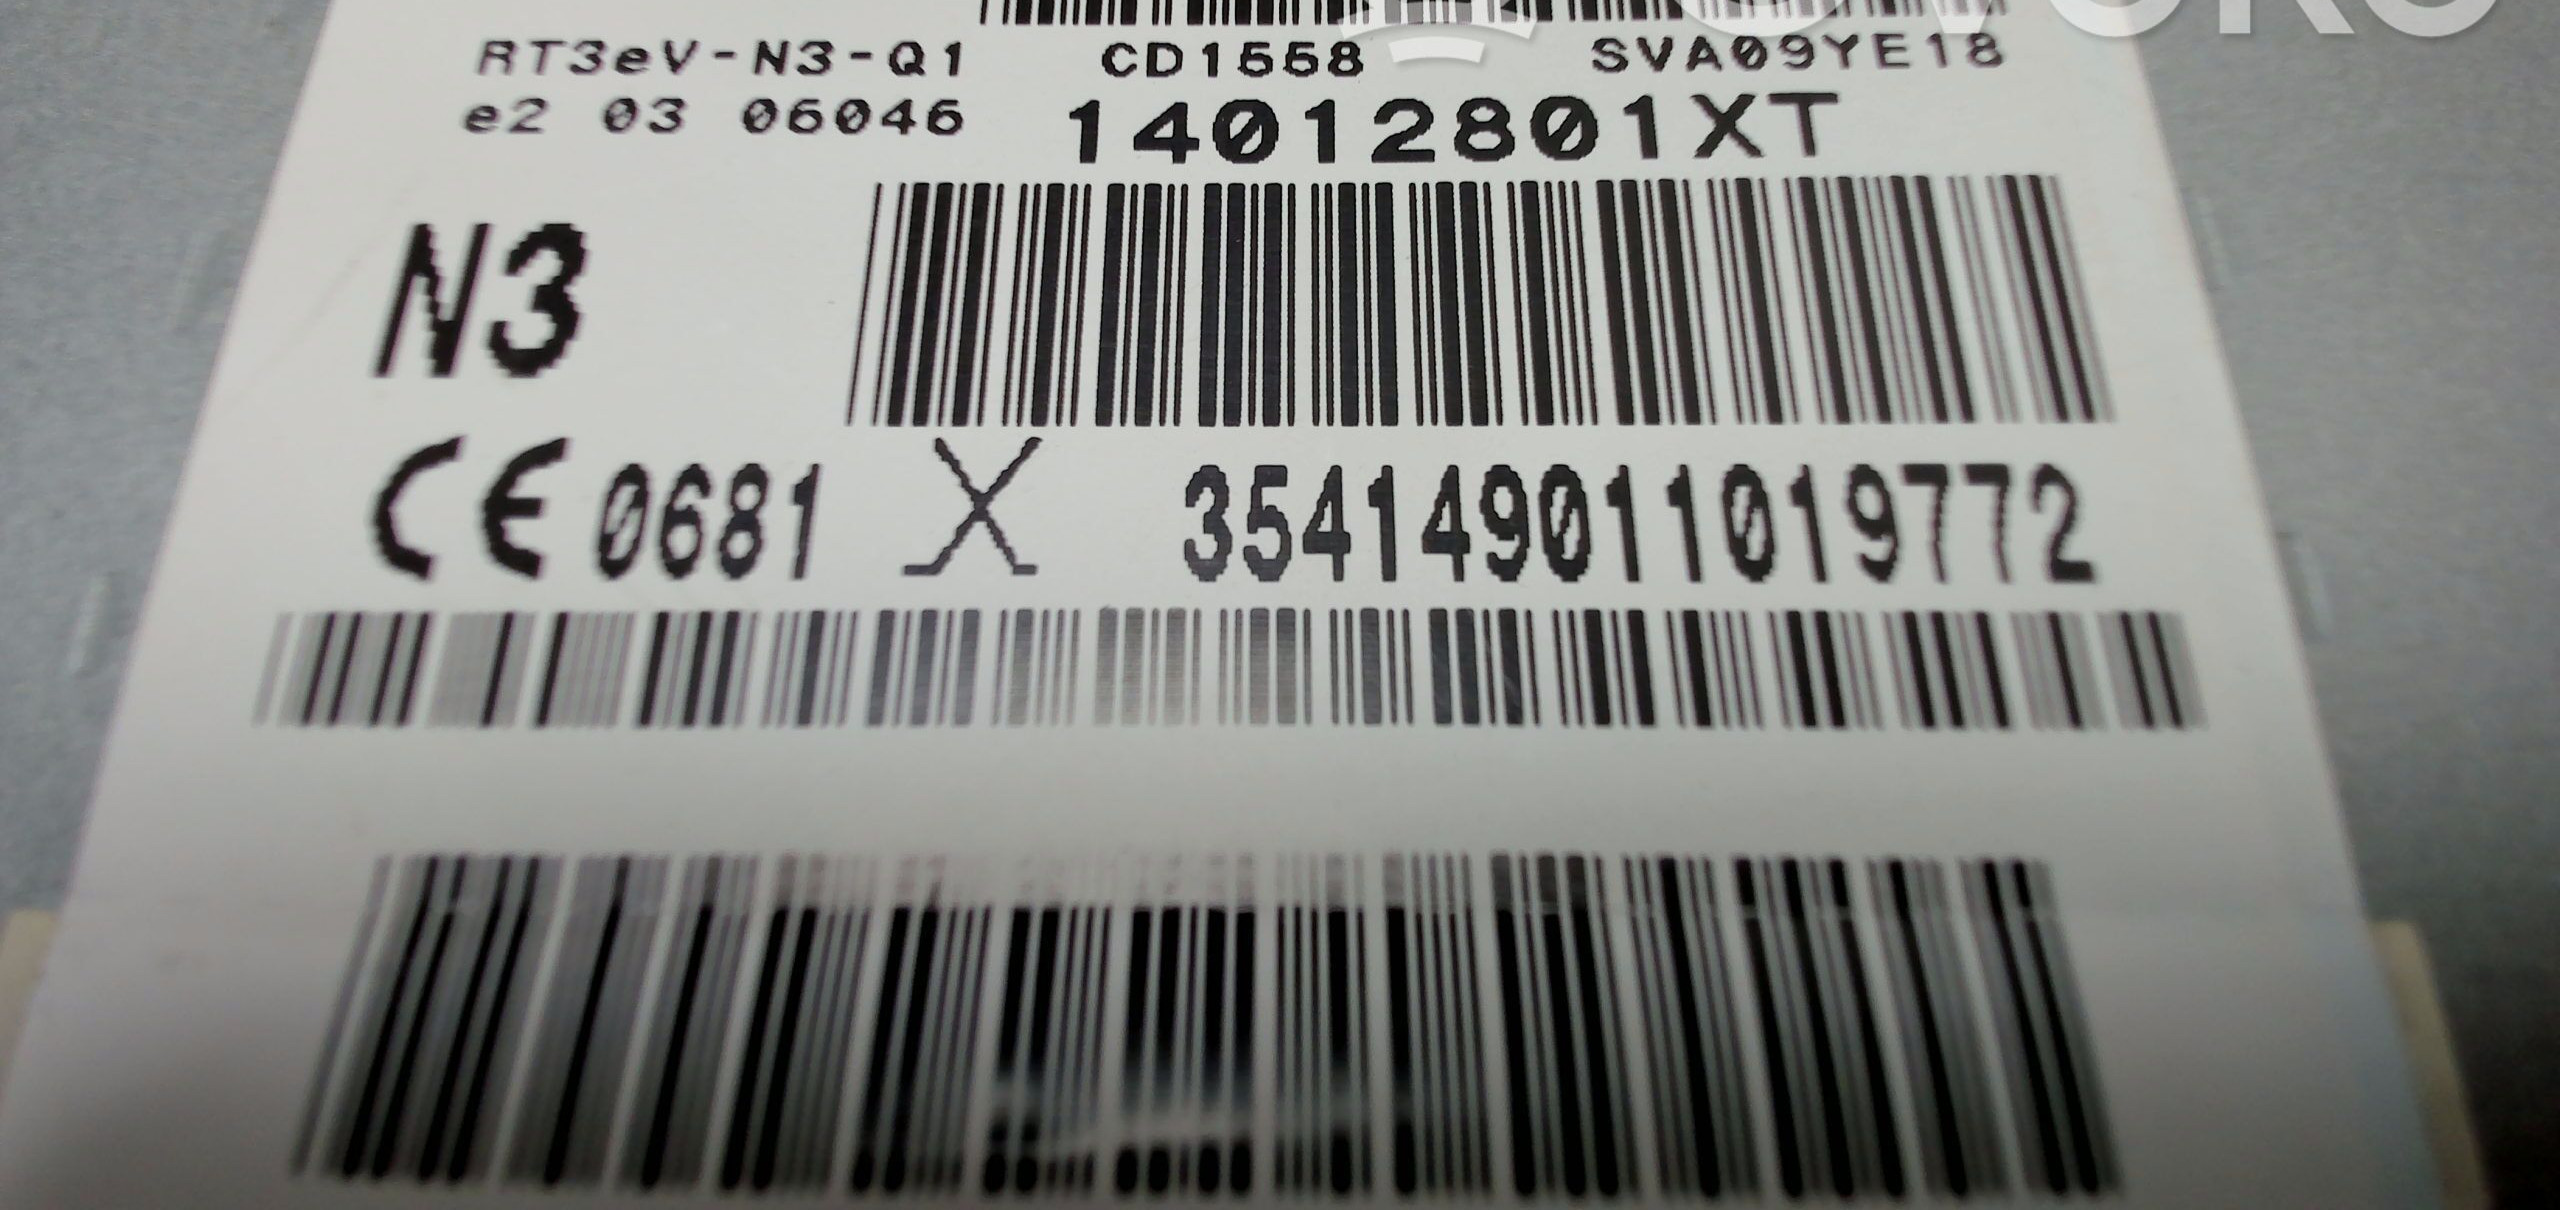 RT3eV-N3-Q1 CD1558 SVA09YE18
e2 03 06046 14012801XT
N3
CE 0681 X 354149011019772